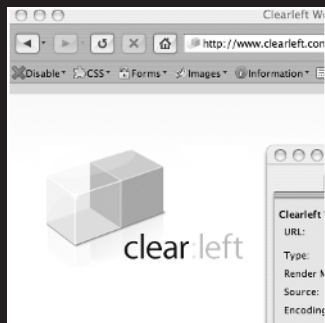 Clearleft W
http://www.clearleft.com
Disable CSS Forms Images Information
clear:left
Clearleft
URL:
Type:
Render M
Source:
Encoding